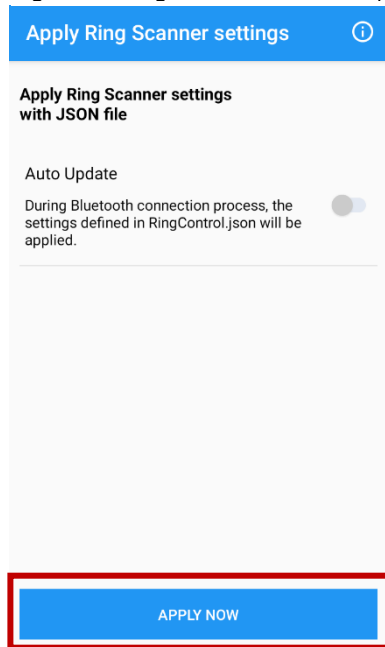 Apply Ring Scanner settings
Apply Ring Scanner settings
with JSON file
Auto Update
During Bluetooth connection process, the
settings defined in RingControl.json will be
applied.
APPLY NOW